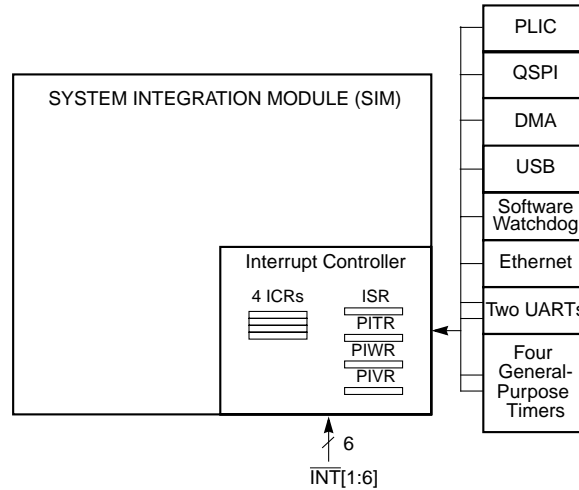 SYSTEM INTEGRATION MODULE (SIM)
Interrupt Controller
4 ICRs
ISR
PITR
PIWR
PIVR
6
INT[1:6]
PLIC
QSPI
DMA
USB
Software
Watchdog
Ethernet
Two UARTs
Four
General-
Purpose
Timers